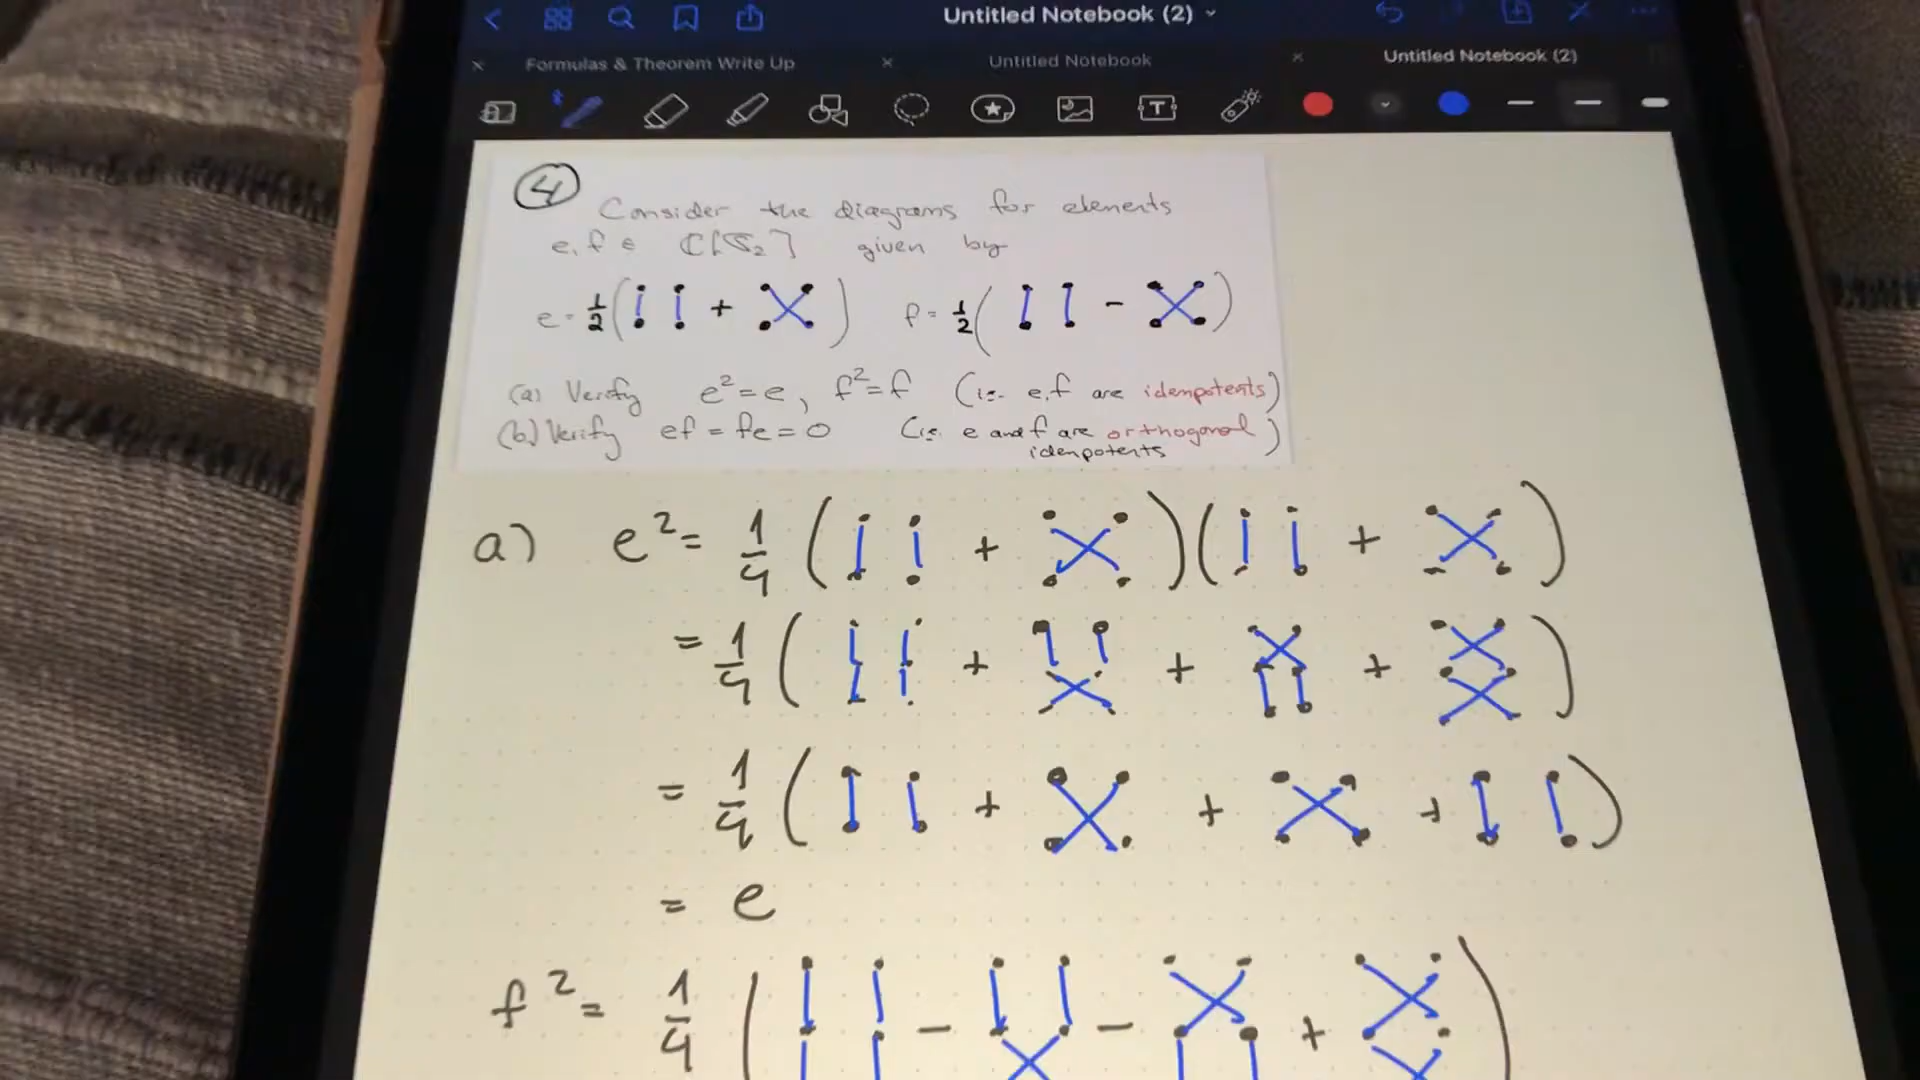 Untitled Notebook (2)
Formulas & Theorem Write Up
Untitled Notebook
Untitled Notebook (2)
4
Consider the diagrams for elements
e, f ∈ ℂ[S₂] given by
e = 1/2 ( + ) f = 1/2 ( - )
(a) Verify e² = e, f² = f (i.e. e,f are idempotents)
(b) Verify ef = fe = 0 (i.e. e and f are orthogonal
idempotents )
a) e² = 1/4 ( + ) ( + )
= 1/4 ( + + + )
= 1/4 ( + + + )
= e
f² = 1/4 ( - - + )